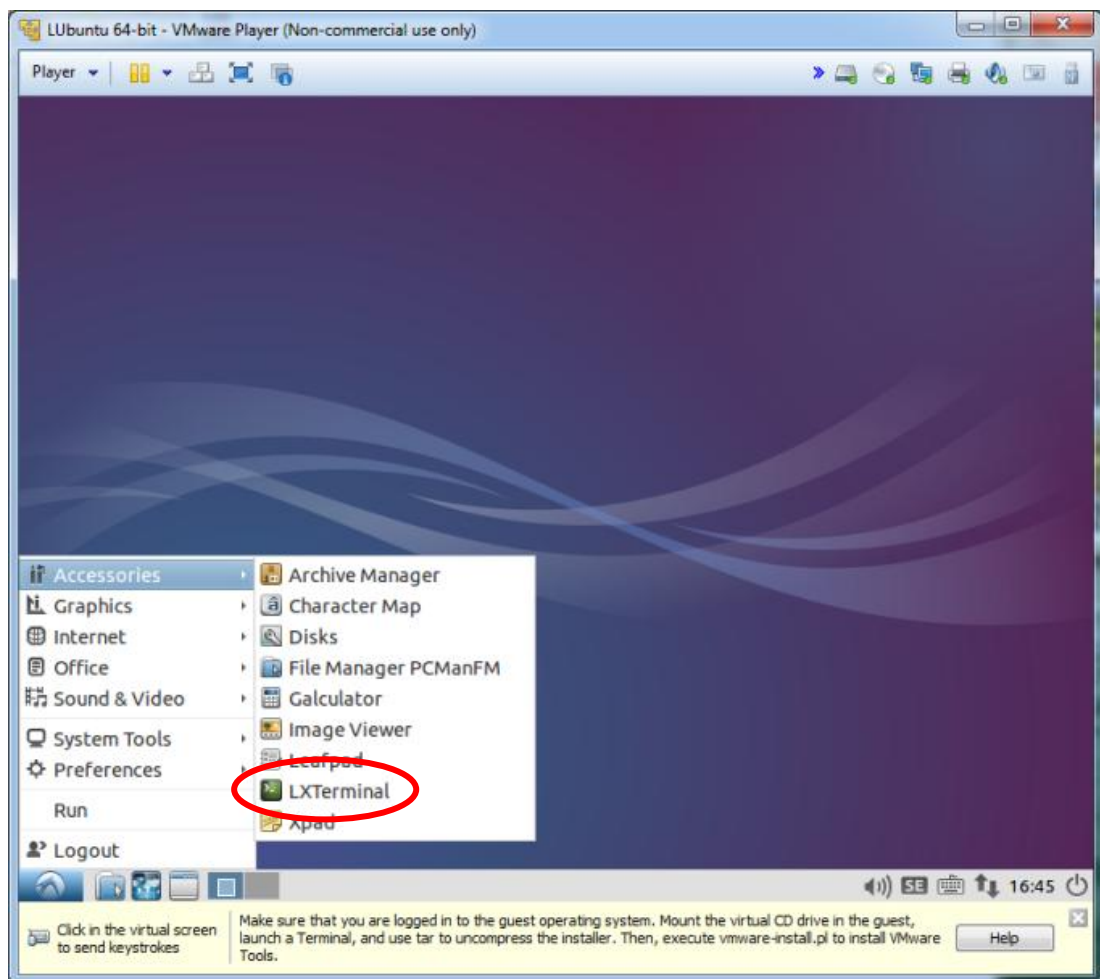 LUbuntu 64-bit - VMware Player (Non-commercial use only)
Player
Accessories
Graphics
Internet
Office
Sound & Video
System Tools
Preferences
Run
Logout
Archive Manager
Character Map
Disks
File Manager PCManFM
Galculator
Image Viewer
Leafpad
LXTerminal
Xpad
SE
16:45
Click in the virtual screen
to send keystrokes
Make sure that you are logged in to the guest operating system. Mount the virtual CD drive in the guest,
launch a Terminal, and use tar to uncompress the installer. Then, execute vmware-install.pl to install VMware
Tools.
Help